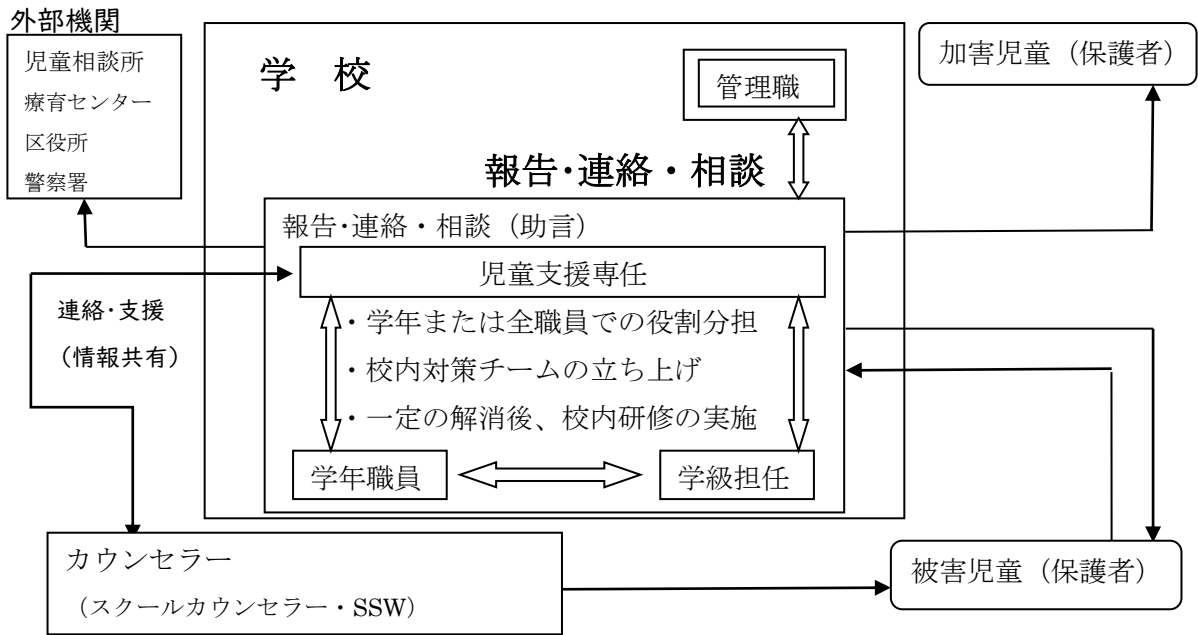 外部機関
児童相談所
療育センター
区役所
警察署
学 校
管理職
加害児童（保護者）
報告･連絡・相談
報告･連絡・相談（助言）
児童支援専任
連絡･支援
（情報共有）
・学年または全職員での役割分担
・校内対策チームの立ち上げ
・一定の解消後、校内研修の実施
学年職員
学級担任
カウンセラー
（スクールカウンセラー・SSW）
被害児童（保護者）